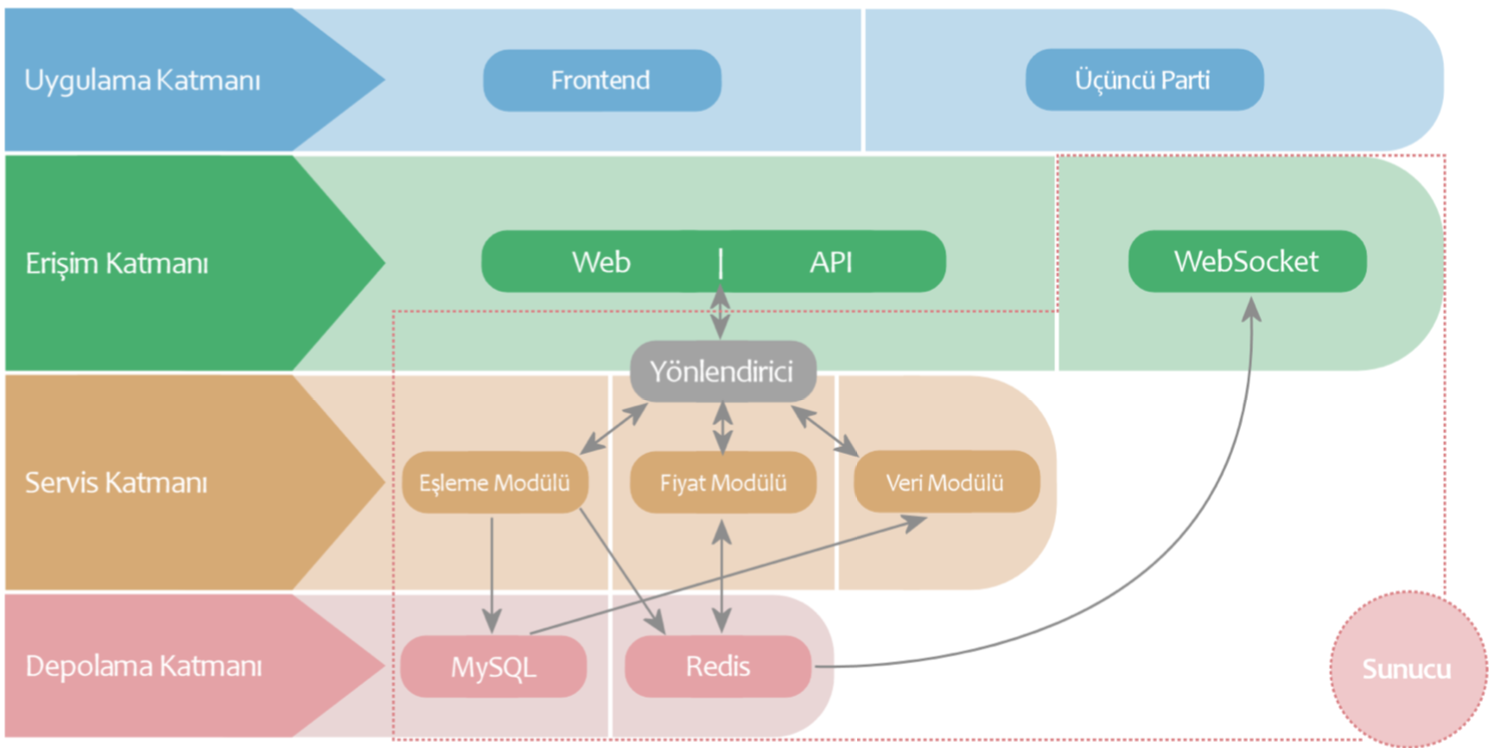 Uygulama Katmanı
Frontend
Üçüncü Parti
Erişim Katmanı
Web | API
WebSocket
Yönlendirici
Servis Katmanı
Eşleme Modülü
Fiyat Modülü
Veri Modülü
Depolama Katmanı
MySQL
Redis
Sunucu